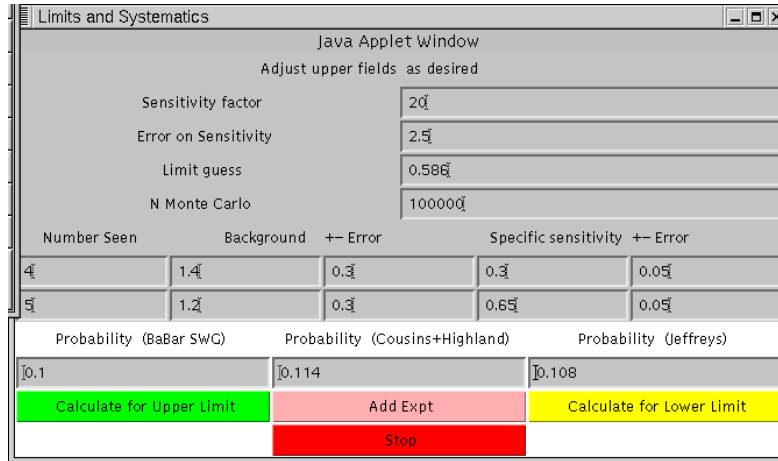 Limits and Systematics
Java Applet Window
Adjust upper fields as desired
Sensitivity factor 20
Error on Sensitivity 2.5
Limit guess 0.586
N Monte Carlo 100000
Number Seen Background +- Error Specific sensitivity +- Error
4 1.4 0.3 0.3 0.05
5 1.2 0.3 0.65 0.05
Probability (BaBar SWG) Probability (Cousins+Highland) Probability (Jeffreys)
0.1 0.114 0.108
Calculate for Upper Limit Add Expt Calculate for Lower Limit
Stop